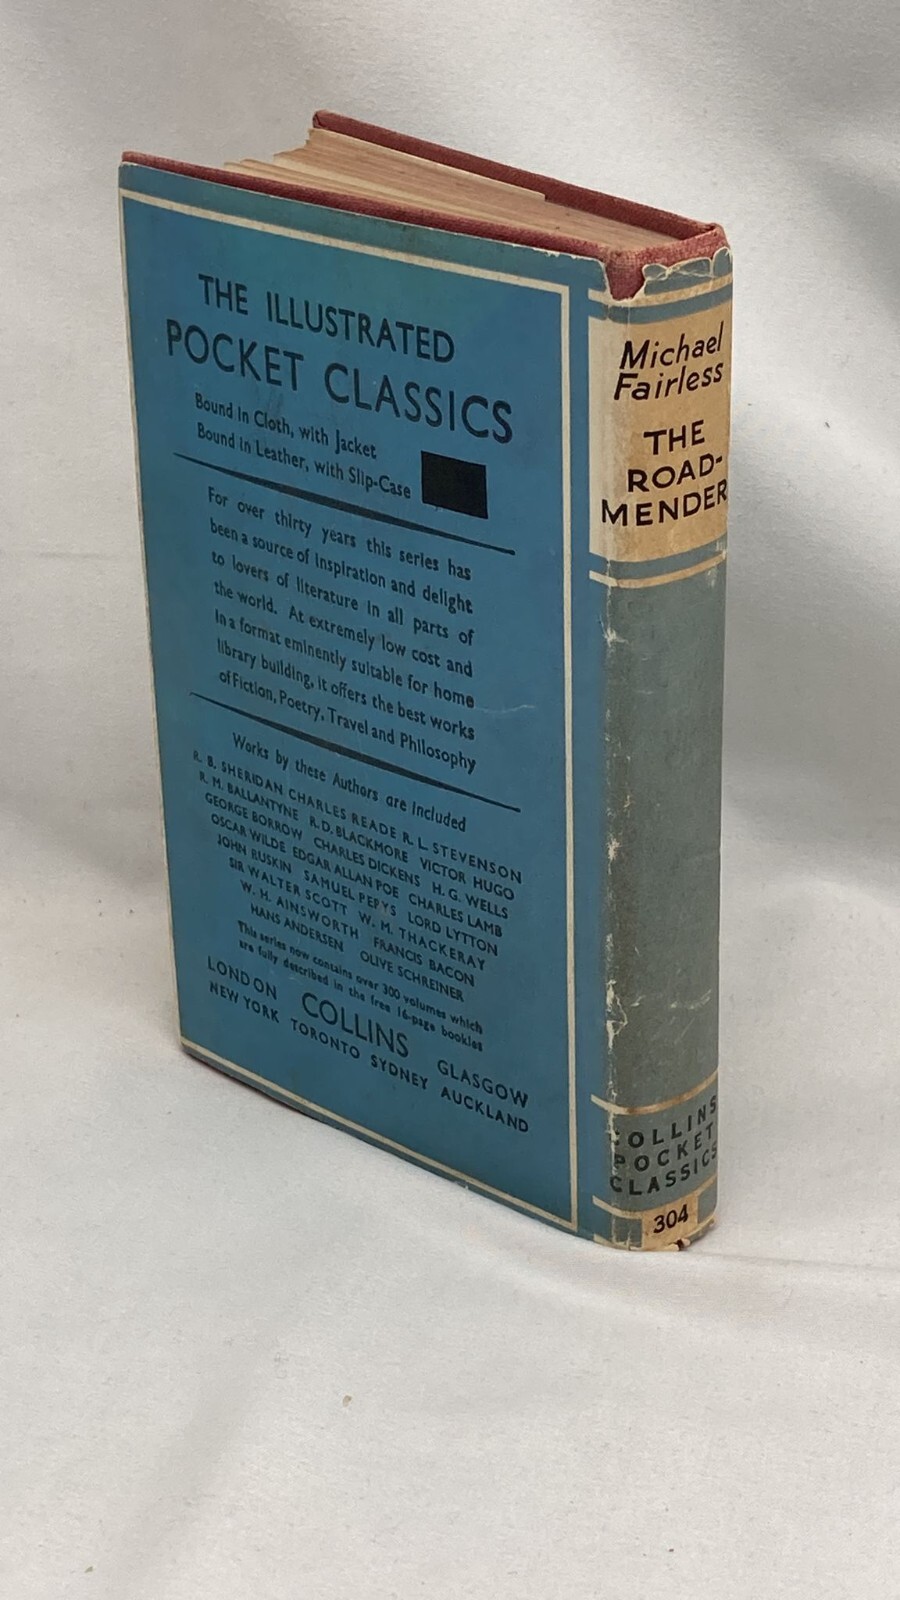 THE ILLUSTRATED
POCKET CLASSICS
Bound in Cloth, with Jacket
Bound in Leather, with Slip-Case
For over thirty years this series has
been a source of inspiration and delight
to lovers of literature in all parts of
the world. At extremely low cost and
in a format eminently suitable for home
library building, it offers the best works
of Fiction, Poetry, Travel and Philosophy
Works by these Authors are included
R. B. SHERIDAN CHARLES READE R. L. STEVENSON
R. M. BALLANTYNE R. D. BLACKMORE VICTOR HUGO
GEORGE BORROW CHARLES DICKENS H. G. WELLS
OSCAR WILDE EDGAR ALLAN POE CHARLES LAMB
JOHN RUSKIN SAMUEL PEPYS LORD LYTTON
SIR WALTER SCOTT W. M. THACKERAY
W. H. AINSWORTH FRANCIS BACON
HANS ANDERSEN OLIVE SCHREINER
This series now contains over 300 volumes which
are fully described in the free 16-page booklet
LONDON COLLINS GLASGOW
NEW YORK TORONTO SYDNEY AUCKLAND
Michael
Fairless
THE
ROAD-
MENDER
COLLINS
POCKET
CLASSICS
304